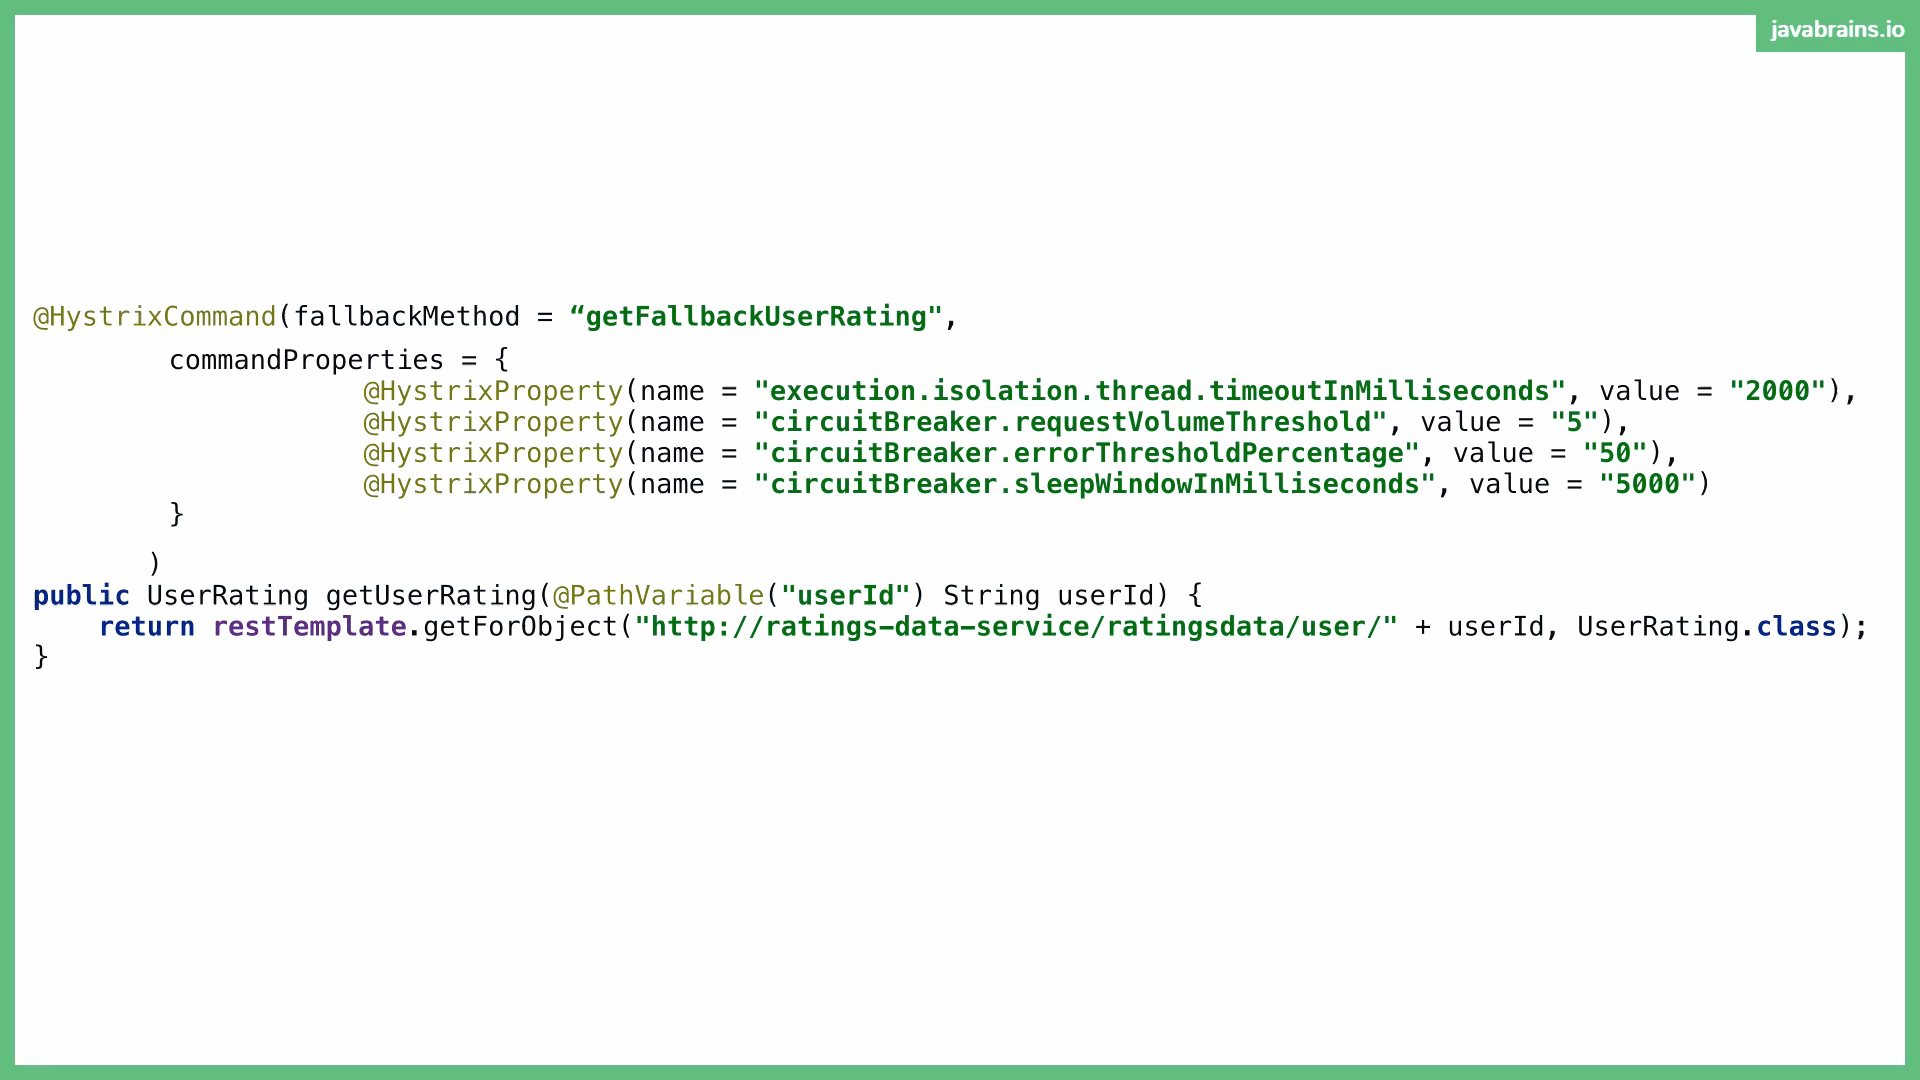 javabrains.io
@HystrixCommand(fallbackMethod = “getFallbackUserRating",
commandProperties = {
@HystrixProperty(name = "execution.isolation.thread.timeoutInMilliseconds", value = "2000"),
@HystrixProperty(name = "circuitBreaker.requestVolumeThreshold", value = "5"),
@HystrixProperty(name = "circuitBreaker.errorThresholdPercentage", value = "50"),
@HystrixProperty(name = "circuitBreaker.sleepWindowInMilliseconds", value = "5000")
}
)
public UserRating getUserRating(@PathVariable("userId") String userId) {
return restTemplate.getForObject("http://ratings-data-service/ratingsdata/user/" + userId, UserRating.class);
}